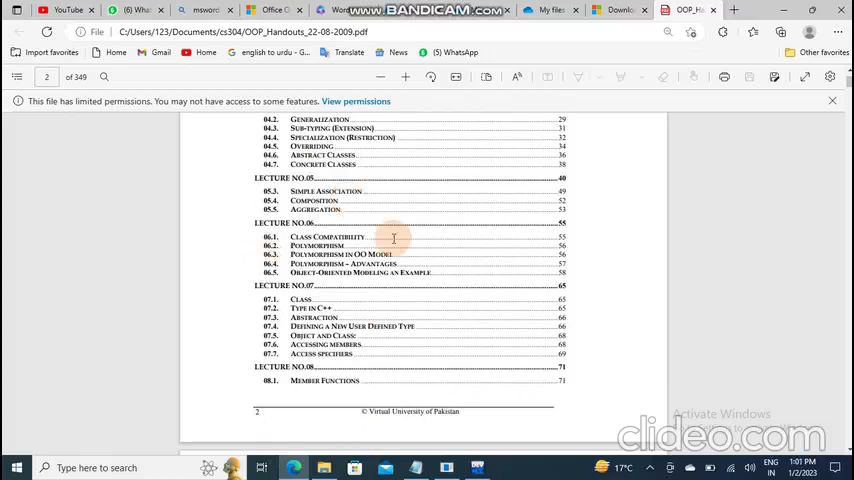 YouTube
(6) What
msword
Office O
Word
WWW.BANDICAM.COM
My files
Downl
OOP_Ha
File
C:/Users/123/Documents/cs304/OOP_Handouts_22-08-2009.pdf
Import favorites
Gmail
Home
YouTube
Home
english to urdu - G...
Translate
News
(5) WhatsApp
Other favorites
2 of 349
This file has limited permissions. You may not have access to some features. View permissions
04.2. GENERALIZATION 29
04.3. SUB-TYPING (EXTENSION) 31
04.4. SPECIALIZATION (RESTRICTION) 32
04.5. OVERRIDING 34
04.6. ABSTRACT CLASSES 36
04.7. CONCRETE CLASSES 38
LECTURE NO.05 40
05.3. SIMPLE ASSOCIATION 49
05.4. COMPOSITION 52
05.5. AGGREGATION 53
LECTURE NO.06 55
06.1. CLASS COMPATIBILITY 55
06.2. POLYMORPHISM 56
06.3. POLYMORPHISM IN OO MODEL 56
06.4. POLYMORPHISM – ADVANTAGES 57
06.5. OBJECT-ORIENTED MODELING AN EXAMPLE 58
LECTURE NO.07 65
07.1. CLASS 65
07.2. TYPE IN C++ 65
07.3. ABSTRACTION 66
07.4. DEFINING A NEW USER DEFINED TYPE 66
07.5. OBJECT AND CLASS: 68
07.6. ACCESSING MEMBERS 68
07.7. ACCESS SPECIFIERS 69
LECTURE NO.08 71
08.1. MEMBER FUNCTIONS 71
2 © Virtual University of Pakistan
Activate Windows
clideo.com
Type here to search
17°C
ENG
IN
1:01 PM
1/2/2023